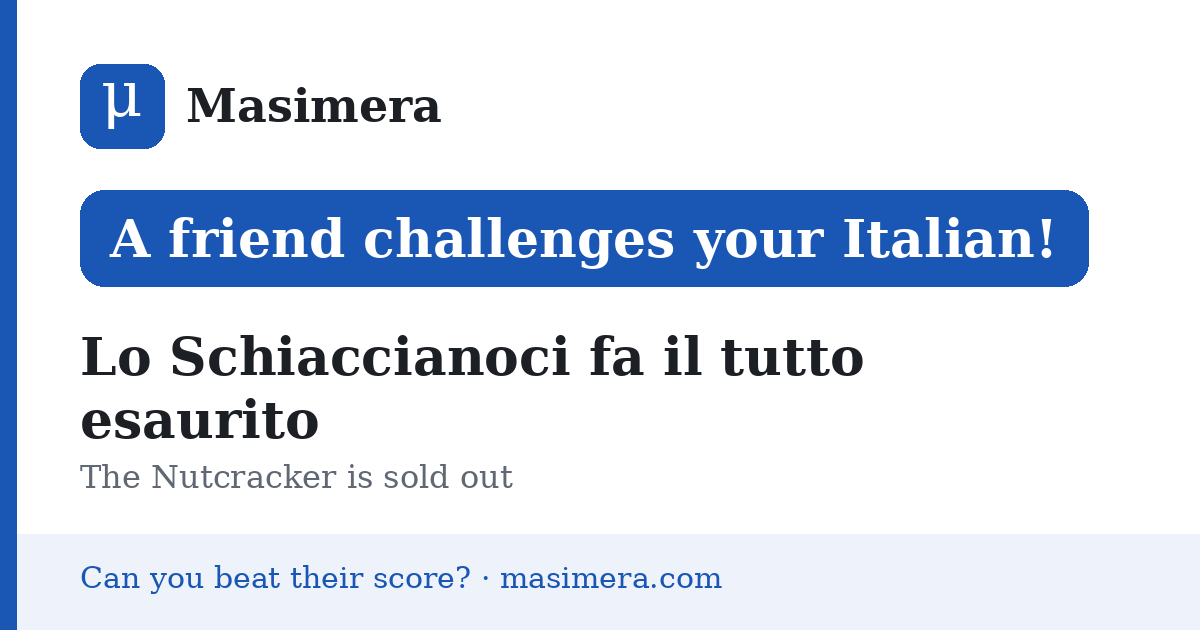 μ Masimera
A friend challenges your Italian!
Lo Schiaccianoci fa il tutto
esaurito
The Nutcracker is sold out
Can you beat their score? · masimera.com